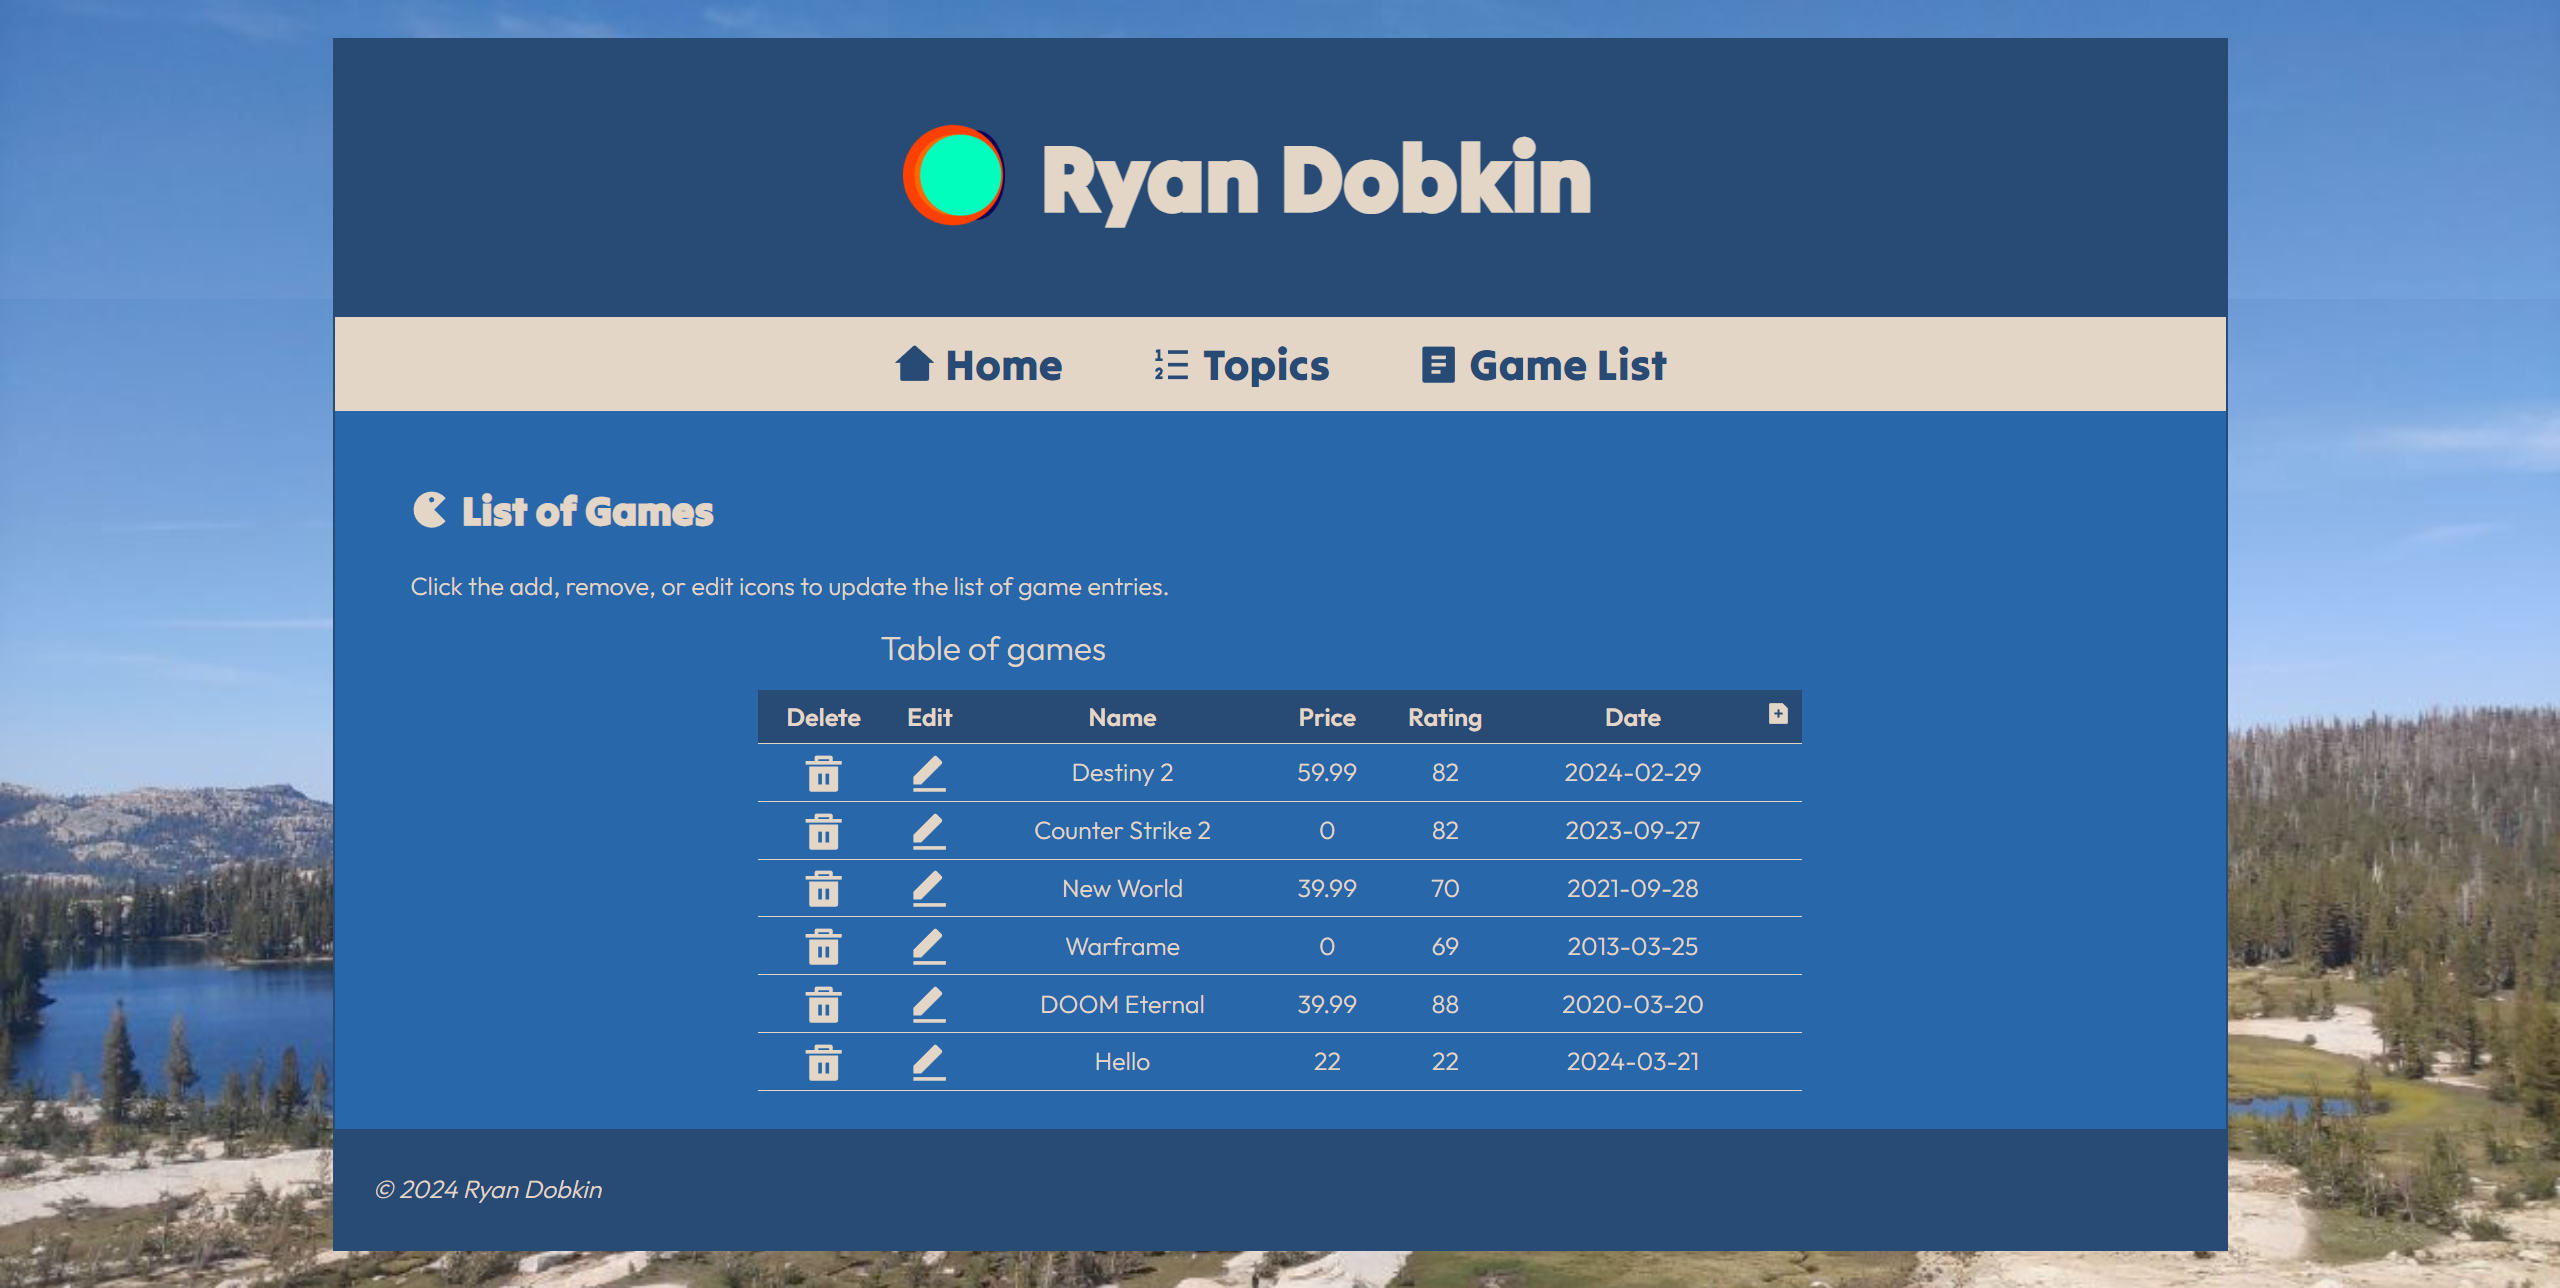 Ryan Dobkin
Home Topics Game List
List of Games
Click the add, remove, or edit icons to update the list of game entries.
Table of games
Delete Edit Name Price Rating Date
Destiny 2 59.99 82 2024-02-29
Counter Strike 2 0 82 2023-09-27
New World 39.99 70 2021-09-28
Warframe 0 69 2013-03-25
DOOM Eternal 39.99 88 2020-03-20
Hello 22 22 2024-03-21
© 2024 Ryan Dobkin